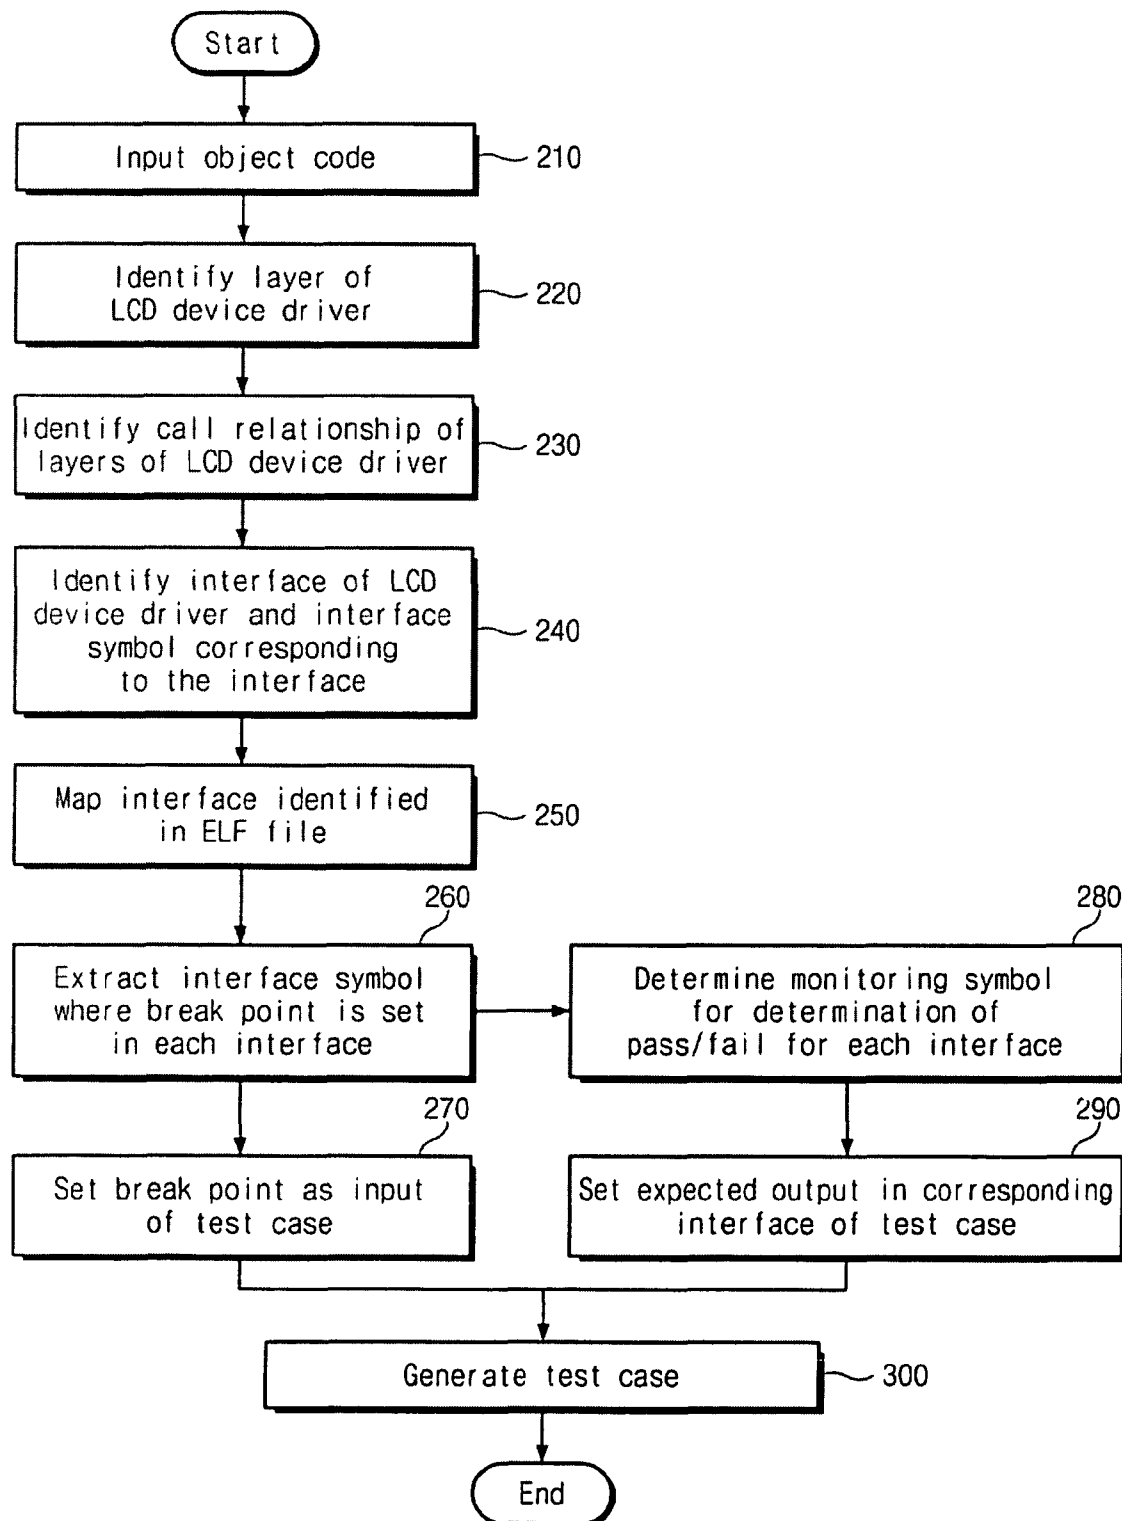 Start
Input object code
210
Identify layer of
LCD device driver
220
Identify call relationship of
layers of LCD device driver
230
Identify interface of LCD
device driver and interface
symbol corresponding
to the interface
240
Map interface identified
in ELF file
250
260
Extract interface symbol
where break point is set
in each interface
280
Determine monitoring symbol
for determination of
pass/fail for each interface
270
Set break point as input
of test case
290
Set expected output in corresponding
interface of test case
Generate test case
300
End